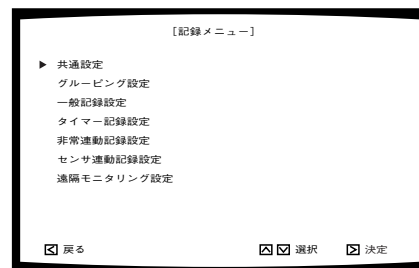 [記録メニュー]
▶ 共通設定
グルーピング設定
一般記録設定
タイマー記録設定
非常連動記録設定
センサ連動記録設定
遠隔モニタリング設定
戻る 選択 決定